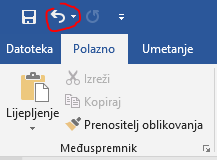 Datoteka Polazno Umetanje
Izreži
Kopiraj
Lijepljenje
Prenositelj oblikovanja
Međuspremnik